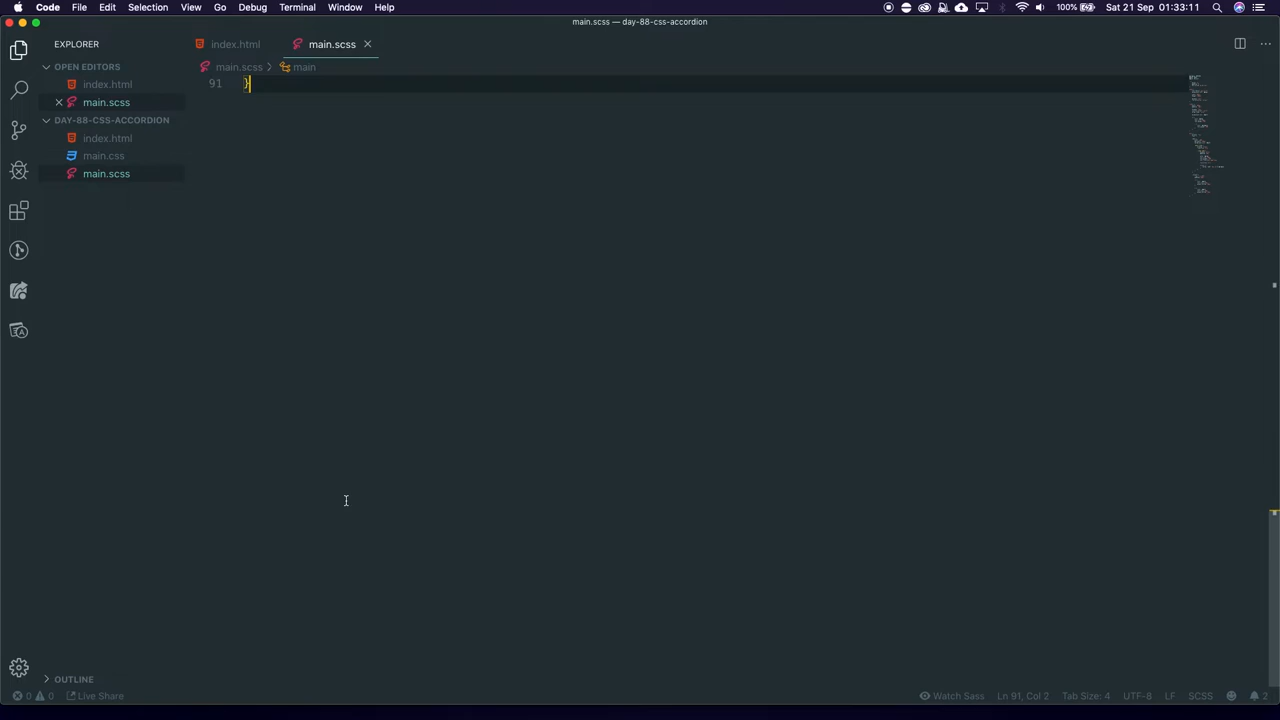 Code File Edit Selection View Go Debug Terminal Window Help 100% Sat 21 Sep 01:33:11
main.scss — day-88-css-accordion
EXPLORER
index.html main.scss
OPEN EDITORS
main.scss main
index.html
91 }
main.scss
DAY-88-CSS-ACCORDION
index.html
main.css
main.scss
OUTLINE
0 0 Live Share Watch Sass Ln 91, Col 2 Tab Size: 4 UTF-8 LF SCSS 2